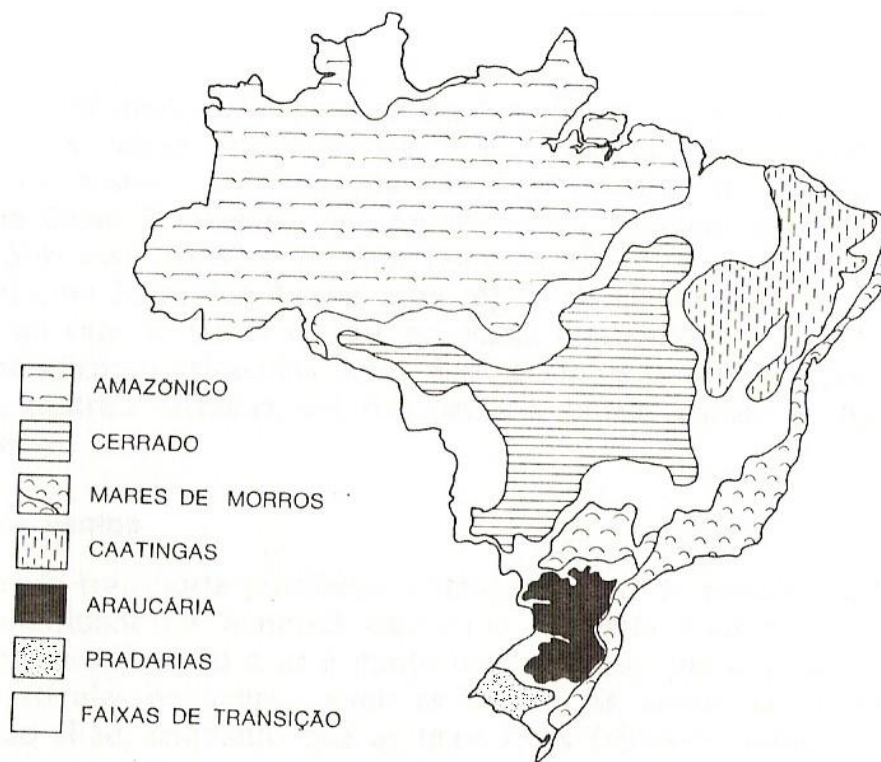 AMAZÔNICO
CERRADO
MARES DE MORROS
CAATINGAS
ARAUCÁRIA
PRADARIAS
FAIXAS DE TRANSIÇÃO